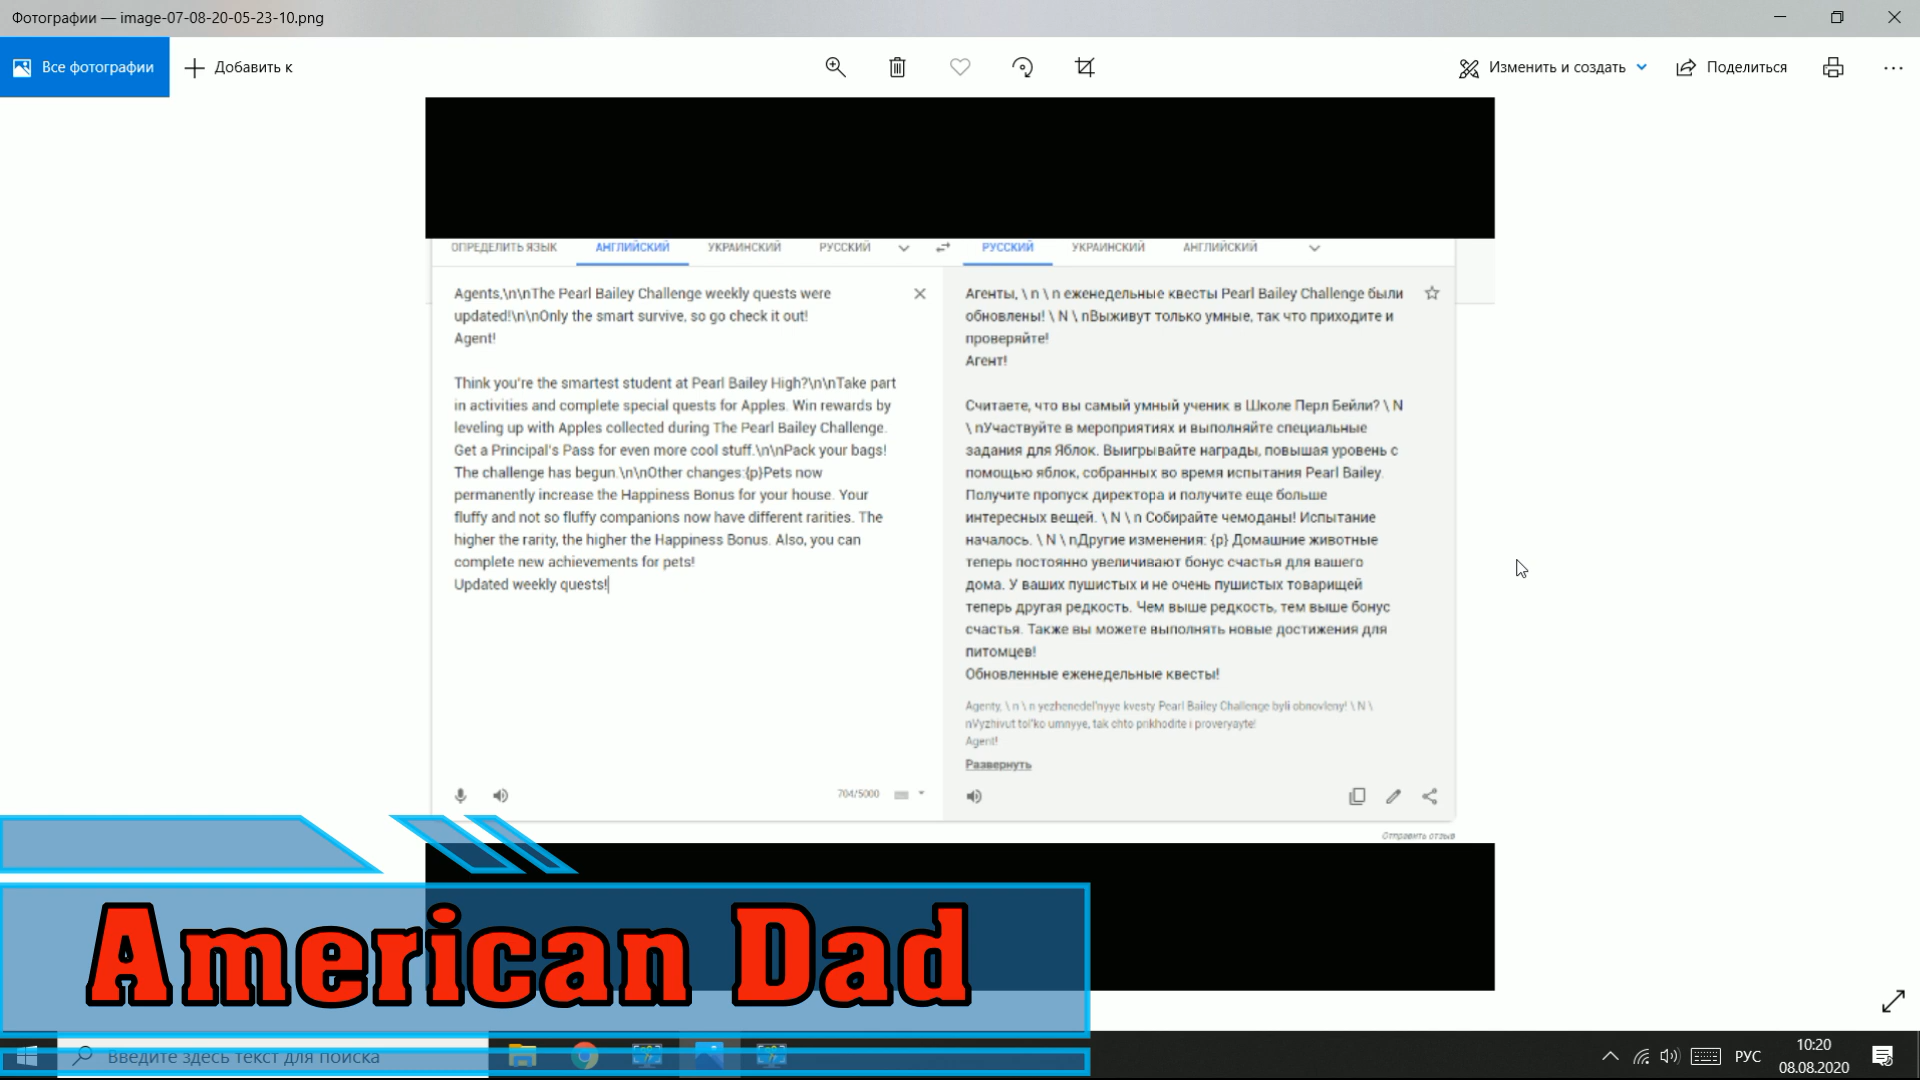 Фотографии — image-07-08-20-05-23-10.png
Все фотографии
Добавить к
Изменить и создать
Поделиться
ОПРЕДЕЛИТЬ ЯЗЫК АНГЛИЙСКИЙ УКРАИНСКИЙ РУССКИЙ
РУССКИЙ УКРАИНСКИЙ АНГЛИЙСКИЙ
Agents,\n\nThe Pearl Bailey Challenge weekly quests were
updated!\n\nOnly the smart survive, so go check it out!
Agent!
Think you're the smartest student at Pearl Bailey High?\n\nTake part
in activities and complete special quests for Apples. Win rewards by
leveling up with Apples collected during The Pearl Bailey Challenge.
Get a Principal's Pass for even more cool stuff.\n\nPack your bags!
The challenge has begun.\n\nOther changes:{p}Pets now
permanently increase the Happiness Bonus for your house. Your
fluffy and not so fluffy companions now have different rarities. The
higher the rarity, the higher the Happiness Bonus. Also, you can
complete new achievements for pets!
Updated weekly quests!
704/5000
Агенты, \ n \ n еженедельные квесты Pearl Bailey Challenge были
обновлены! \ N \ nВыживут только умные, так что приходите и
проверяйте!
Агент!
Считаете, что вы самый умный ученик в Школе Перл Бейли? \ N
\ nУчаствуйте в мероприятиях и выполняйте специальные
задания для Яблок. Выигрывайте награды, повышая уровень с
помощью яблок, собранных во время испытания Pearl Bailey.
Получите пропуск директора и получите еще больше
интересных вещей. \ N \ n Собирайте чемоданы! Испытание
началось. \ N \ nДругие изменения: {p} Домашние животные
теперь постоянно увеличивают бонус счастья для вашего
дома. У ваших пушистых и не очень пушистых товарищей
теперь другая редкость. Чем выше редкость, тем выше бонус
счастья. Также вы можете выполнять новые достижения для
питомцев!
Обновленные еженедельные квесты!
Agenty, \ n \ n yezhenedel'nyye kvesty Pearl Bailey Challenge byli obnovleny! \ N \
nVyzhivut tol'ko umnyye, tak chto prikhodite i proveryayte!
Agent!
Развернуть
Отправить отзыв
American Dad
Введите здесь текст для поиска
РУС
10:20
08.08.2020